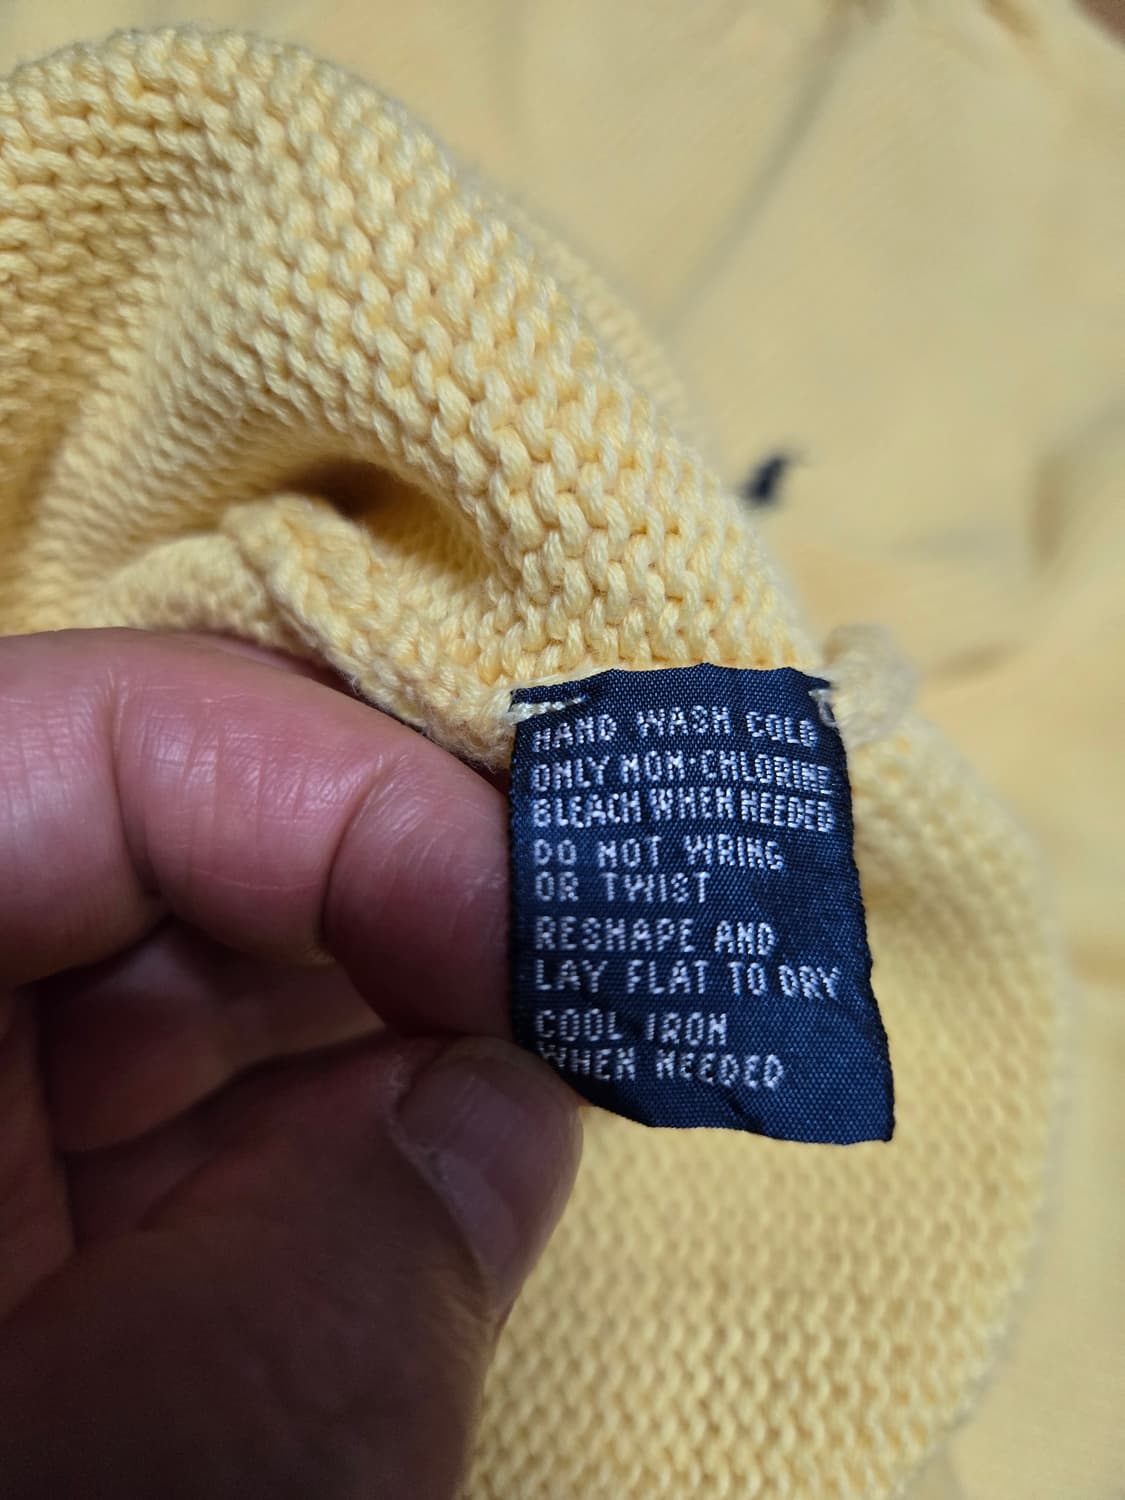 HAND WASH COLD
ONLY NON-CHLORINE
BLEACH WHEN NEEDED
DO NOT WRING
OR TWIST
RESHAPE AND
LAY FLAT TO DRY
COOL IRON
WHEN NEEDED